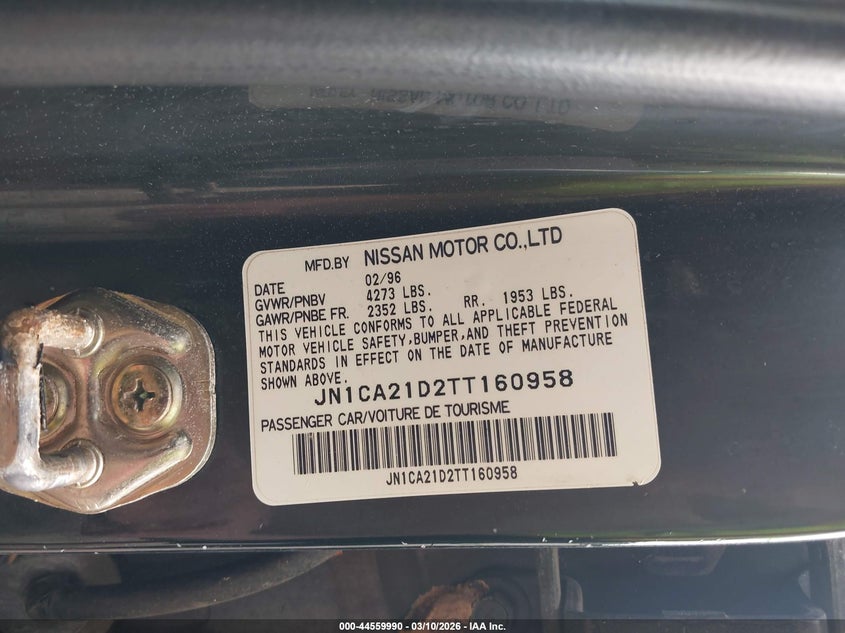 MFD.BY NISSAN MOTOR CO.,LTD
DATE 02/96
GVWR/PNBV 4273 LBS.
GAWR/PNBE FR. 2352 LBS. RR. 1953 LBS.
THIS VEHICLE CONFORMS TO ALL APPLICABLE FEDERAL
MOTOR VEHICLE SAFETY,BUMPER,AND THEFT PREVENTION
STANDARDS IN EFFECT ON THE DATE OF MANUFACTURE
SHOWN ABOVE.
JN1CA21D2TT160958
PASSENGER CAR/VOITURE DE TOURISME
JN1CA21D2TT160958
000-44559990 - 03/10/2026 - IAA Inc.